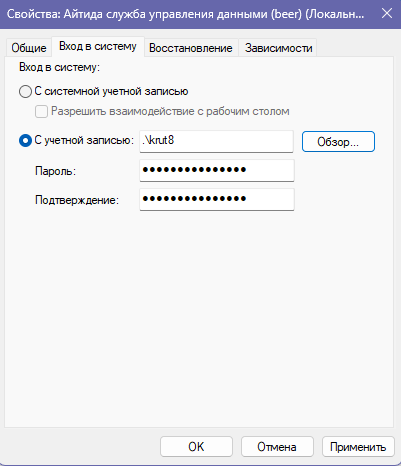 Свойства: Айтида служба управления данными (beer) (Локальн...
Общие Вход в систему Восстановление Зависимости
Вход в систему:
С системной учетной записью
Разрешить взаимодействие с рабочим столом
С учетной записью: .\krut8 Обзор...
Пароль: ●●●●●●●●●●●●●●●
Подтверждение: ●●●●●●●●●●●●●●●
OK Отмена Применить